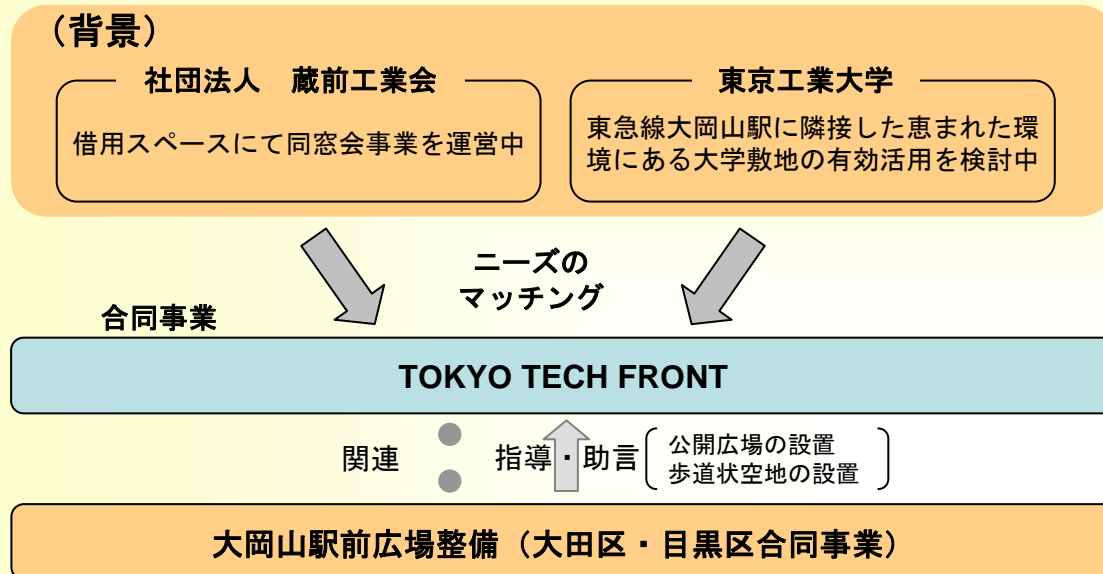 （背景）
社団法人　蔵前工業会
借用スペースにて同窓会事業を運営中
東京工業大学
東急線大岡山駅に隣接した恵まれた環
境にある大学敷地の有効活用を検討中
ニーズの
マッチング
合同事業
TOKYO TECH FRONT
関連
指導・助言
公開広場の設置
歩道状空地の設置
大岡山駅前広場整備（大田区・目黒区合同事業）